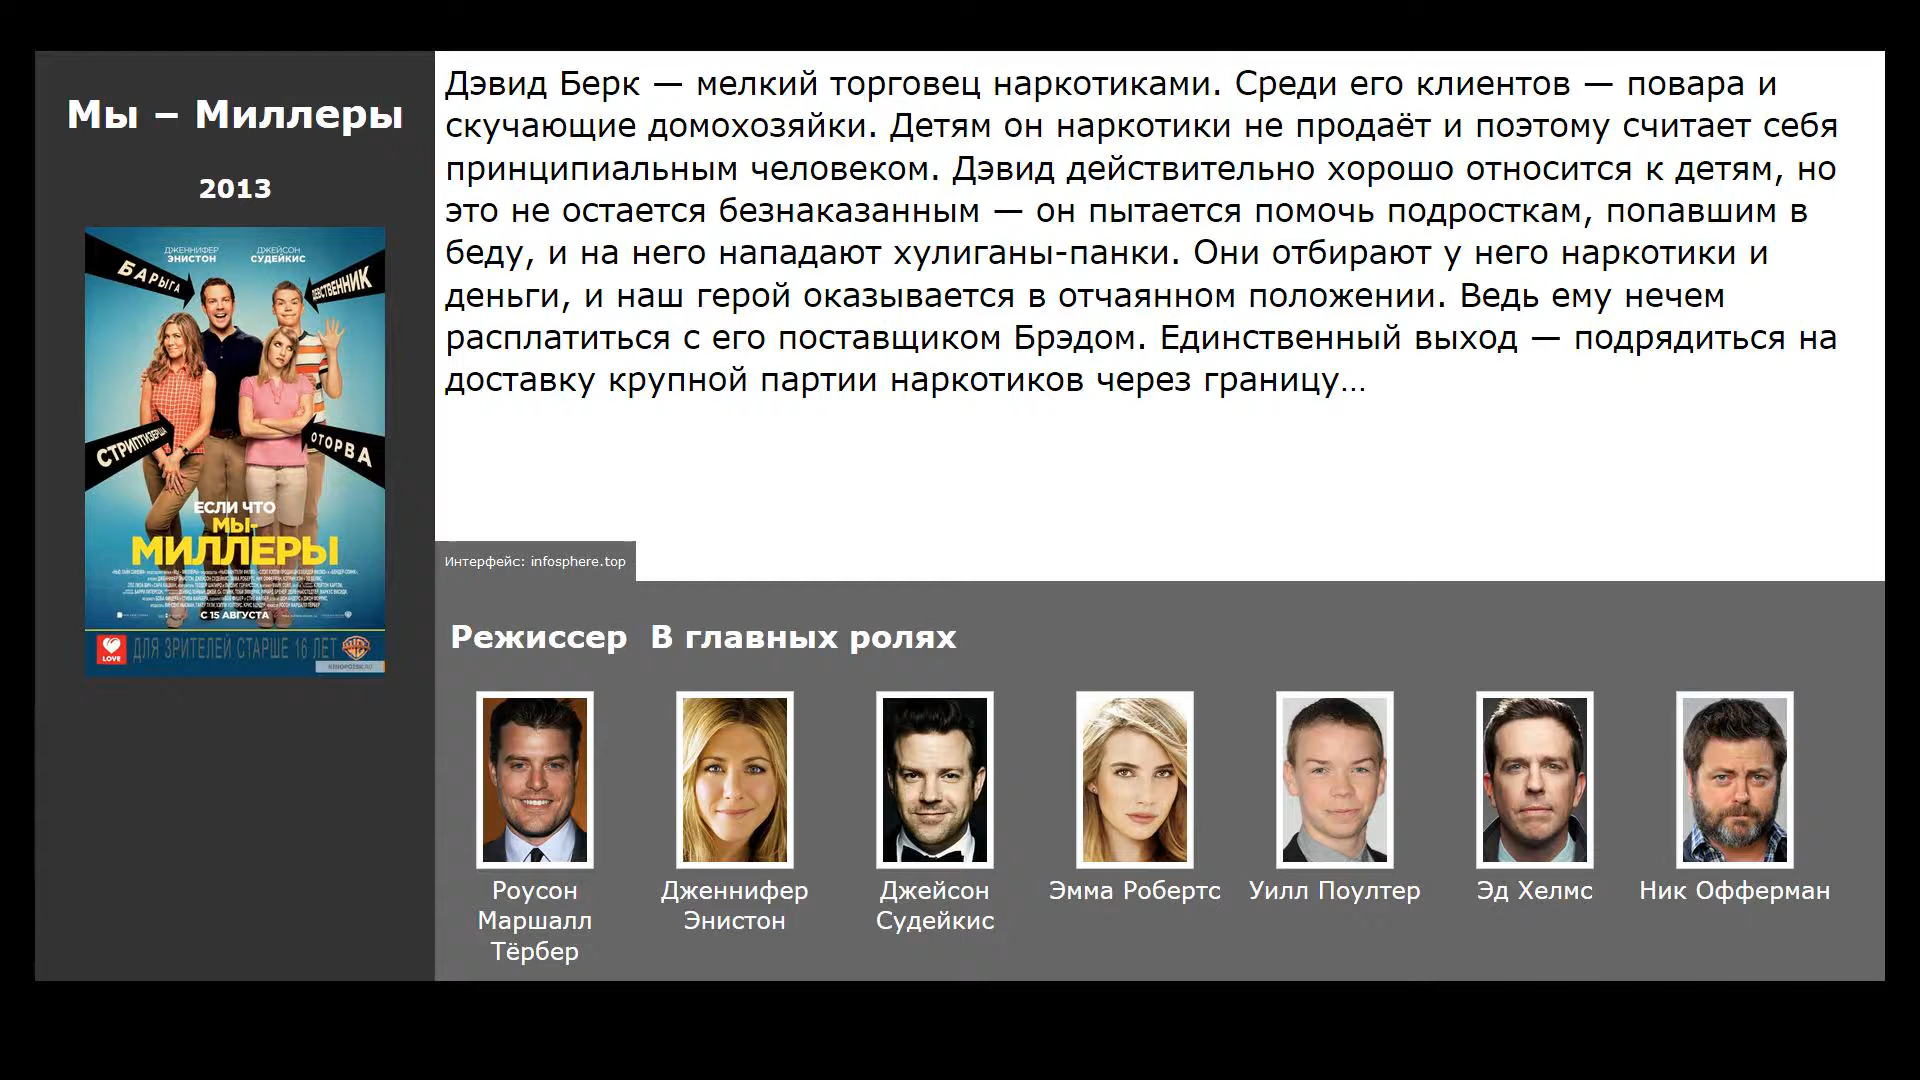 Мы – Миллеры
2013
ДЖЕННИФЕР
ЭНИСТОН
ДЖЕЙСОН
СУДЕЙКИС
БАРЫГА
ДЕВСТВЕННИК
СТРИПТИЗЕРША
ОТОРВА
ЕСЛИ ЧТО
МЫ-
МИЛЛЕРЫ
С 15 АВГУСТА
LOVE
ДЛЯ ЗРИТЕЛЕЙ СТАРШЕ 16 ЛЕТ
KINOPOISK.RU
Дэвид Берк — мелкий торговец наркотиками. Среди его клиентов — повара и
скучающие домохозяйки. Детям он наркотики не продаёт и поэтому считает себя
принципиальным человеком. Дэвид действительно хорошо относится к детям, но
это не остается безнаказанным — он пытается помочь подросткам, попавшим в
беду, и на него нападают хулиганы-панки. Они отбирают у него наркотики и
деньги, и наш герой оказывается в отчаянном положении. Ведь ему нечем
расплатиться с его поставщиком Брэдом. Единственный выход — подрядиться на
доставку крупной партии наркотиков через границу…
Интерфейс: infosphere.top
Режиссер В главных ролях
Роусон
Маршалл
Тёрбер
Дженнифер
Энистон
Джейсон
Судейкис
Эмма Робертс
Уилл Поултер
Эд Хелмс
Ник Офферман